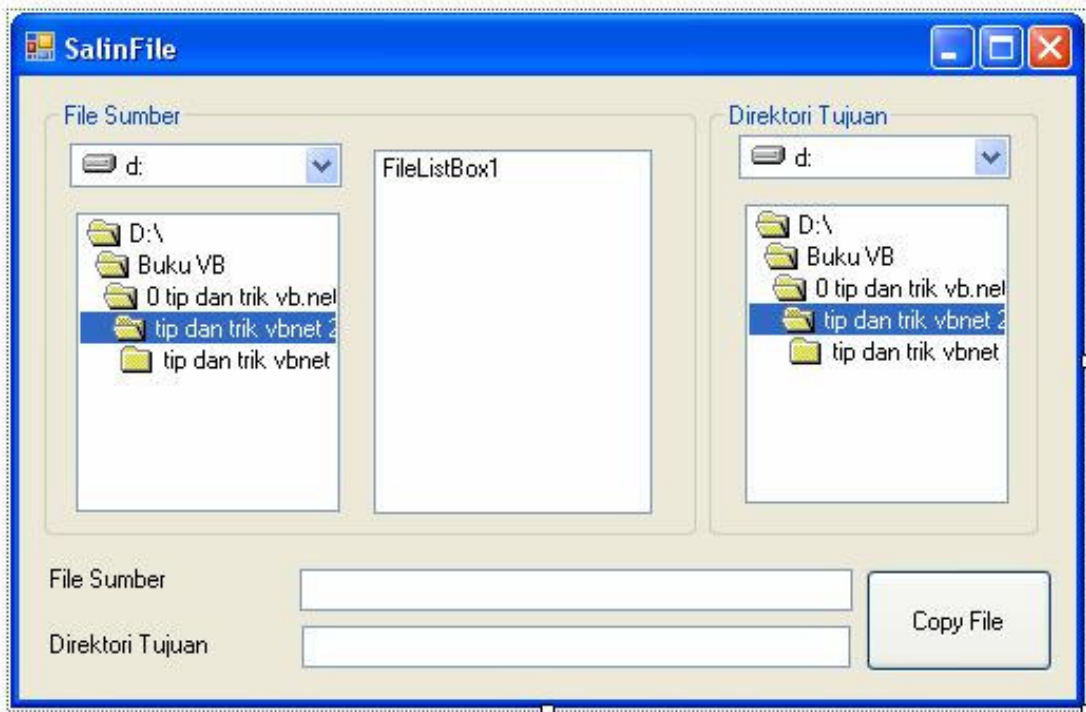 SalinFile
File Sumber
d:
D:\
Buku VB
0 tip dan trik vb.net
tip dan trik vbnet 2
tip dan trik vbnet
FileListBox1
Direktori Tujuan
d:
D:\
Buku VB
0 tip dan trik vb.net
tip dan trik vbnet 2
tip dan trik vbnet
File Sumber
Direktori Tujuan
Copy File